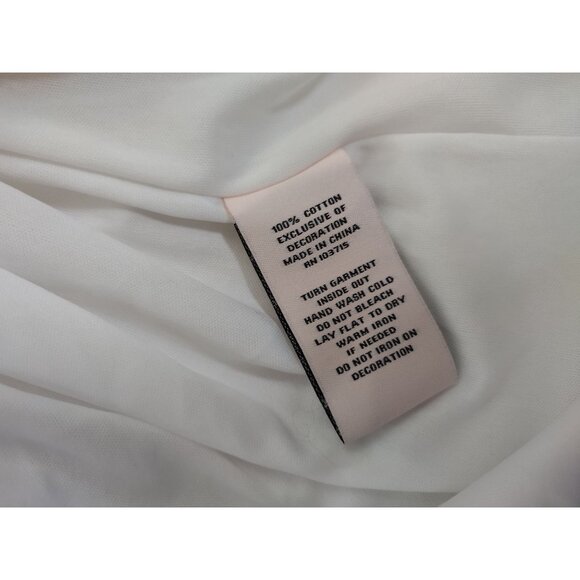 100% COTTON
EXCLUSIVE OF
DECORATION
MADE IN CHINA
RN 103715
TURN GARMENT
INSIDE OUT
HAND WASH COLD
DO NOT BLEACH
LAY FLAT TO DRY
WARM IRON
IF NEEDED
DO NOT IRON ON
DECORATION